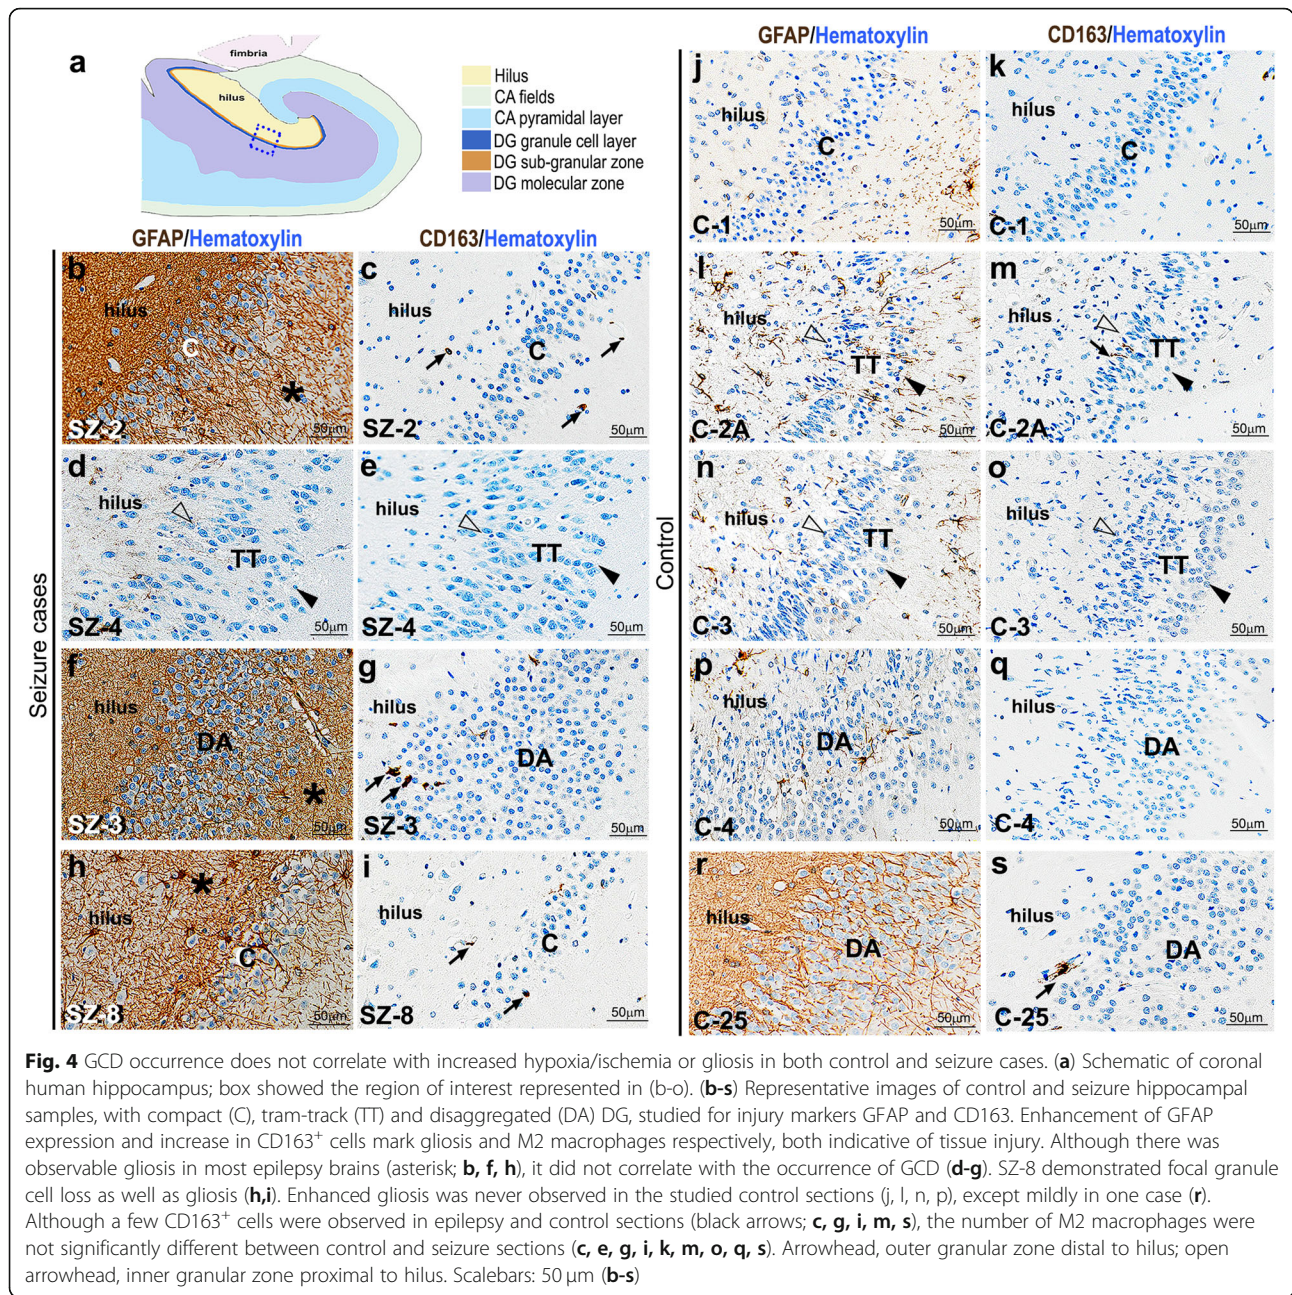 a
fimbria
hilus
Hilus
CA fields
CA pyramidal layer
DG granule cell layer
DG sub-granular zone
DG molecular zone
GFAP/Hematoxylin
CD163/Hematoxylin
Seizure cases
b
hilus
C
*
SZ-2
50µm
c
hilus
C
SZ-2
50µm
d
hilus
TT
SZ-4
50µm
e
hilus
TT
SZ-4
50µm
f
hilus
DA
*
SZ-3
50µm
g
hilus
DA
SZ-3
50µm
h
*
hilus
C
SZ-8
50µm
i
hilus
C
SZ-8
50µm
GFAP/Hematoxylin
CD163/Hematoxylin
Control
j
hilus
C
C-1
50µm
k
hilus
C
C-1
50µm
l
hilus
TT
C-2A
50µm
m
hilus
TT
C-2A
50µm
n
hilus
TT
C-3
50µm
o
hilus
TT
C-3
50µm
p
hilus
DA
C-4
50µm
q
hilus
DA
C-4
50µm
r
hilus
DA
C-25
50µm
s
hilus
DA
C-25
50µm
Fig. 4 GCD occurrence does not correlate with increased hypoxia/ischemia or gliosis in both control and seizure cases. (a) Schematic of coronal
human hippocampus; box showed the region of interest represented in (b-o). (b-s) Representative images of control and seizure hippocampal
samples, with compact (C), tram-track (TT) and disaggregated (DA) DG, studied for injury markers GFAP and CD163. Enhancement of GFAP
expression and increase in CD163⁺ cells mark gliosis and M2 macrophages respectively, both indicative of tissue injury. Although there was
observable gliosis in most epilepsy brains (asterisk; b, f, h), it did not correlate with the occurrence of GCD (d-g). SZ-8 demonstrated focal granule
cell loss as well as gliosis (h,i). Enhanced gliosis was never observed in the studied control sections (j, l, n, p), except mildly in one case (r).
Although a few CD163⁺ cells were observed in epilepsy and control sections (black arrows; c, g, i, m, s), the number of M2 macrophages were
not significantly different between control and seizure sections (c, e, g, i, k, m, o, q, s). Arrowhead, outer granular zone distal to hilus; open
arrowhead, inner granular zone proximal to hilus. Scalebars: 50 µm (b-s)